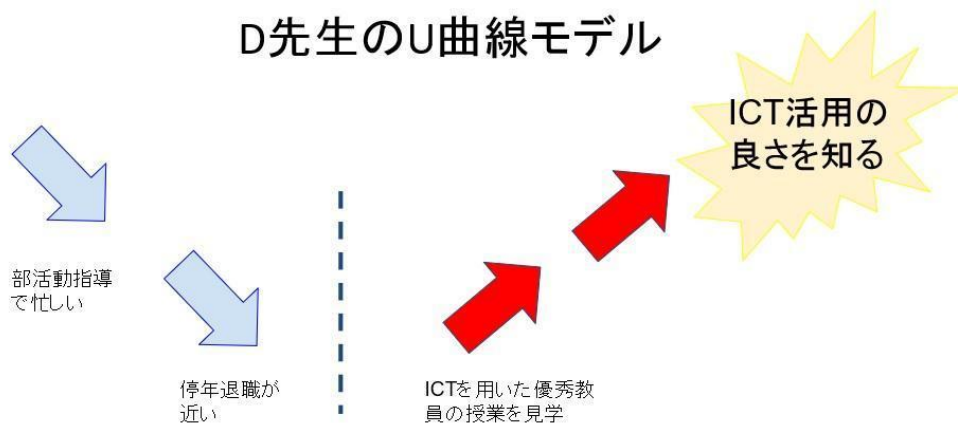 D先生のU曲線モデル
ICT活用の
良さを知る
部活動指導
で忙しい
停年退職が
近い
ICTを用いた優秀教
員の授業を見学